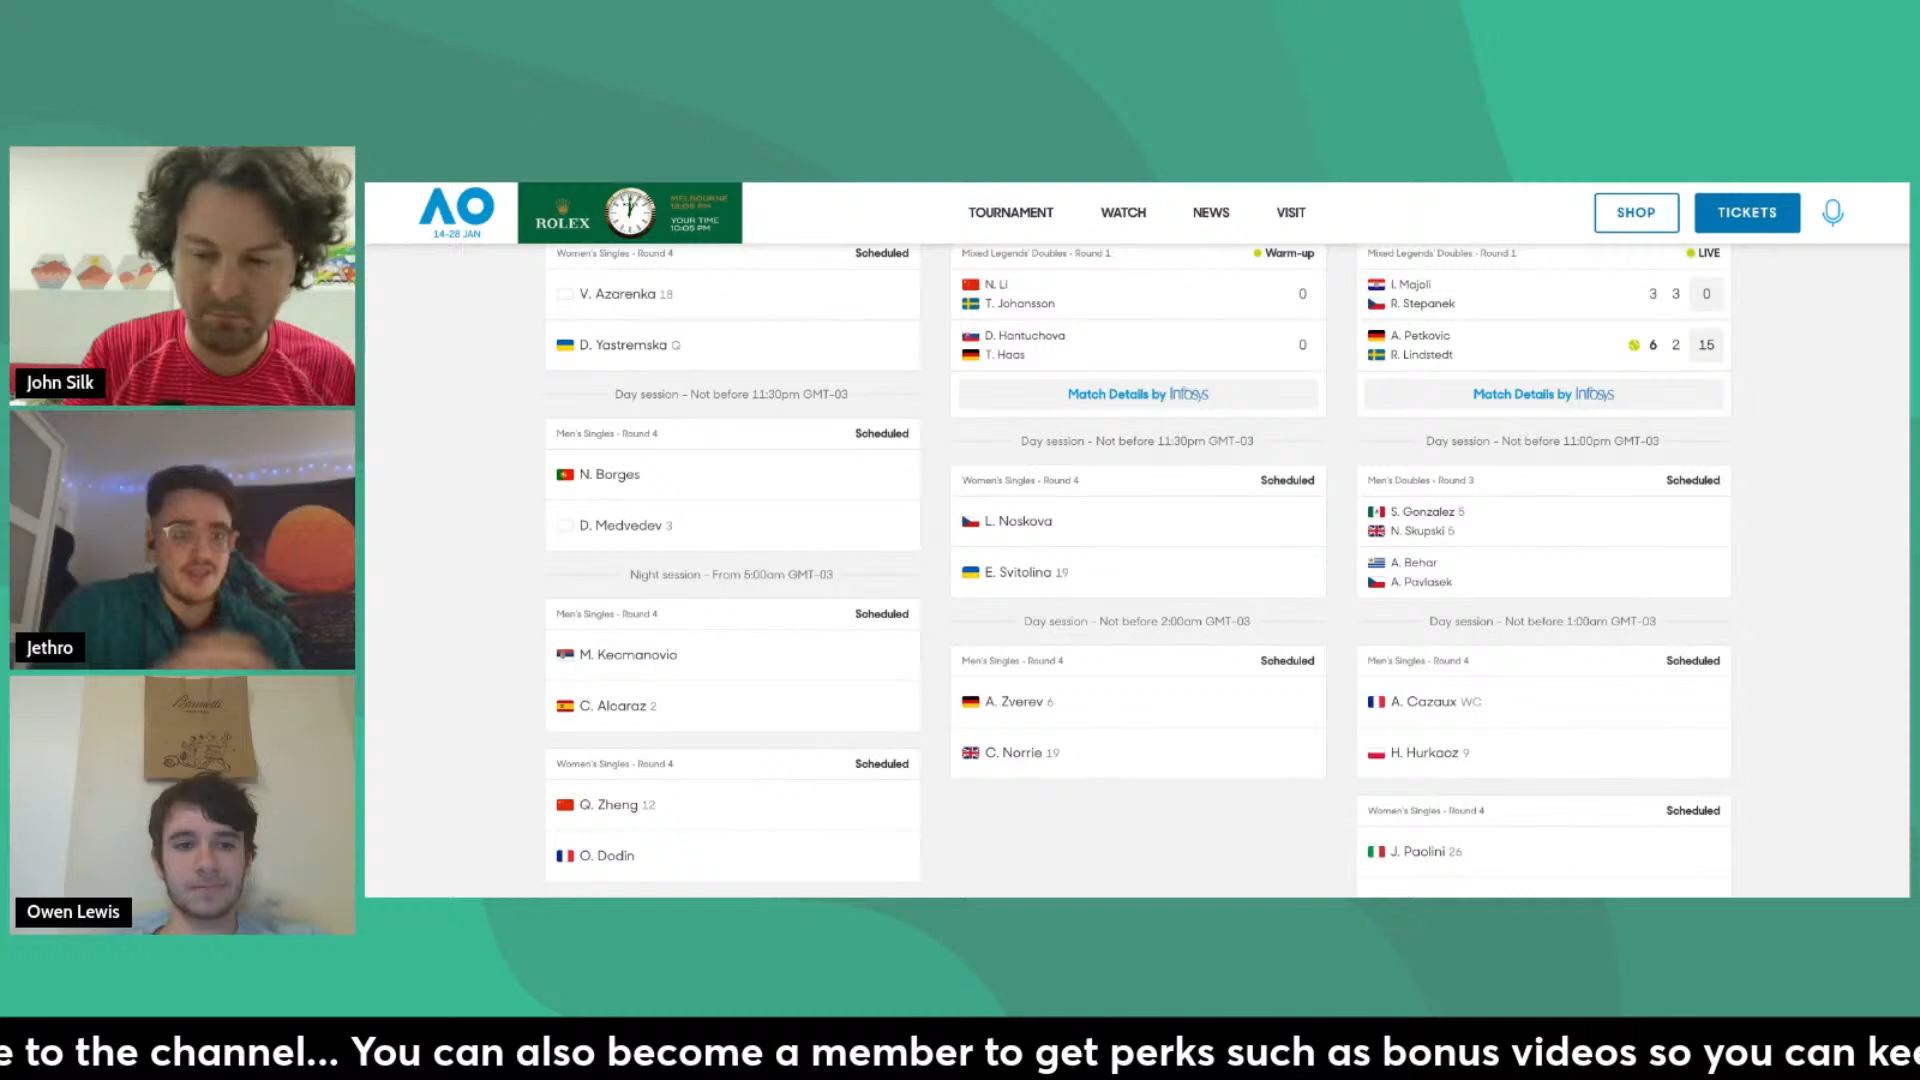 AO
14-28 JAN
ROLEX
MELBOURNE
YOUR TIME
10:05 PM
TOURNAMENT
WATCH
NEWS
VISIT
SHOP
TICKETS
Women's Singles - Round 4 Scheduled
V. Azarenka 18
D. Yastremska Q
Day session - Not before 11:30pm GMT-03
Men's Singles - Round 4 Scheduled
N. Borges
D. Medvedev 3
Night session - From 5:00am GMT-03
Men's Singles - Round 4 Scheduled
M. Kecmanovic
C. Alcaraz 2
Women's Singles - Round 4 Scheduled
Q. Zheng 12
O. Dodin
Mixed Legends' Doubles - Round 1 Warm-up
N. Li
T. Johansson
0
D. Hantuchova
T. Haas
0
Match Details by Infosys
Day session - Not before 11:30pm GMT-03
Women's Singles - Round 4 Scheduled
L. Noskova
E. Svitolina 19
Day session - Not before 2:00am GMT-03
Men's Singles - Round 4 Scheduled
A. Zverev 6
C. Norrie 19
Mixed Legends' Doubles - Round 1 LIVE
I. Majoli
R. Stepanek
3 3 0
A. Petkovic
R. Lindstedt
6 2 15
Match Details by Infosys
Day session - Not before 11:00pm GMT-03
Men's Doubles - Round 3 Scheduled
S. Gonzalez 5
N. Skupski 5
A. Behar
A. Pavlasek
Day session - Not before 1:00am GMT-03
Men's Singles - Round 4 Scheduled
A. Cazaux WC
H. Hurkacz 9
Women's Singles - Round 4 Scheduled
J. Paolini 26
John Silk
Jethro
Owen Lewis
e to the channel... You can also become a member to get perks such as bonus videos so you can kee